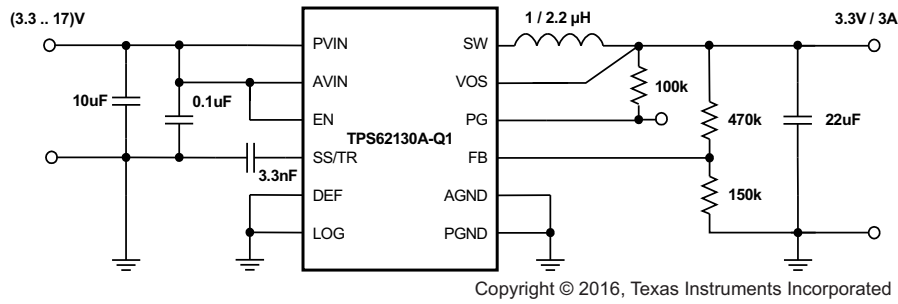 (3.3 .. 17)V
1 / 2.2 µH
3.3V / 3A
PVIN
SW
AVIN
VOS
10uF
0.1uF
100k
EN
PG
470k
22uF
TPS62130A-Q1
SS/TR
FB
3.3nF
DEF
AGND
150k
LOG
PGND
Copyright © 2016, Texas Instruments Incorporated